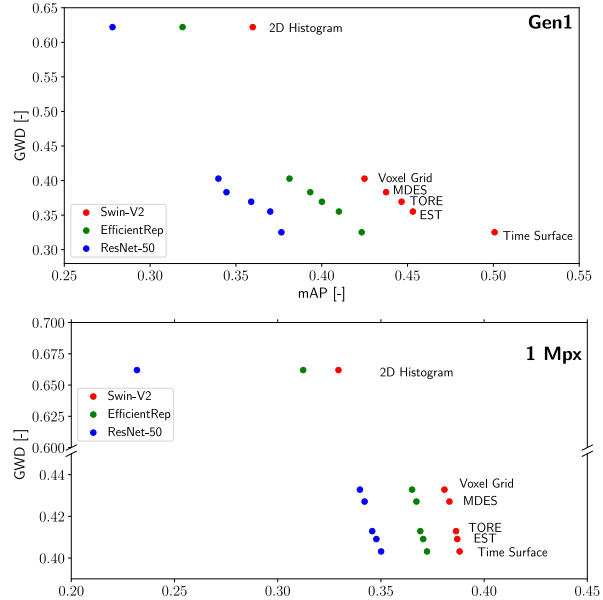 Gen1
0.65
0.60
0.55
0.50
0.45
0.40
0.35
0.30
GWD [-]
2D Histogram
Voxel Grid
MDES
TORE
EST
Time Surface
Swin-V2
EfficientRep
ResNet-50
0.25 0.30 0.35 0.40 0.45 0.50 0.55
mAP [-]
1 Mpx
0.700
0.675
0.650
0.625
0.600
0.44
0.42
0.40
GWD [-]
2D Histogram
Swin-V2
EfficientRep
ResNet-50
Voxel Grid
MDES
TORE
EST
Time Surface
0.20 0.25 0.30 0.35 0.40 0.45